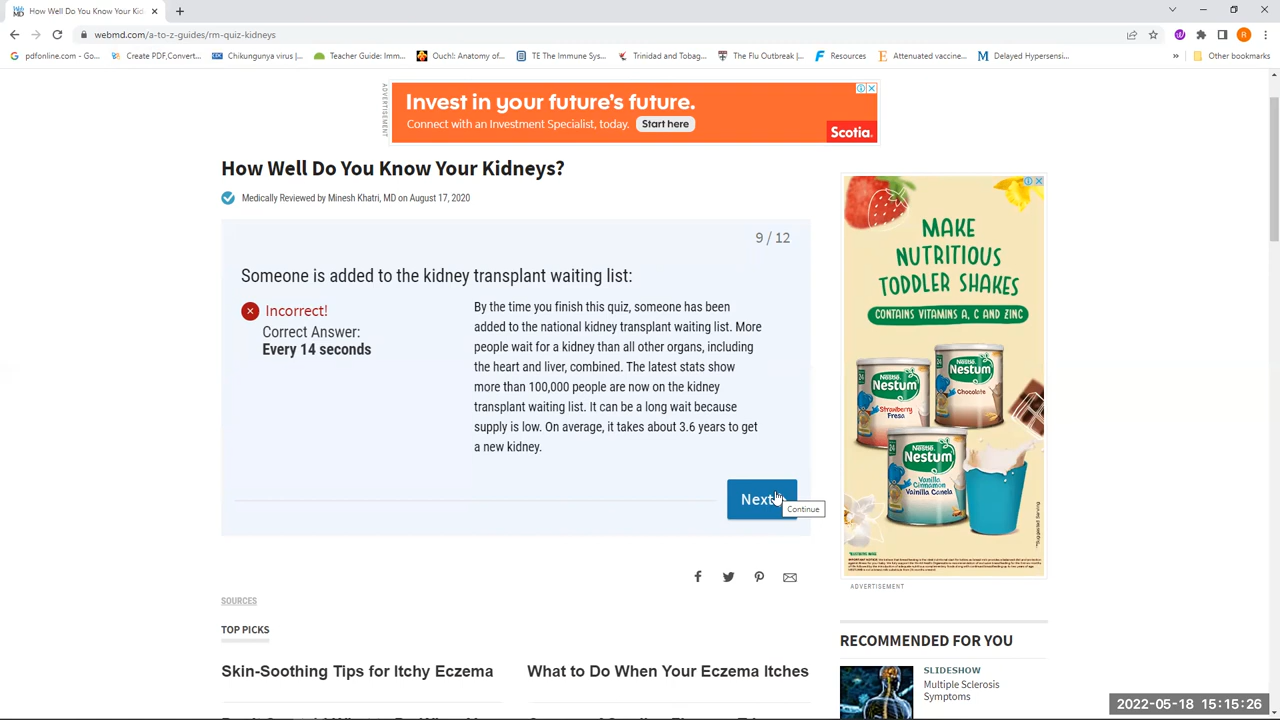 How Well Do You Know Your Kid
webmd.com/a-to-z-guides/rm-quiz-kidneys
pdfonline.com - Go...
Create PDF,Convert...
Chikungunya virus |...
Teacher Guide: Imm...
Ouch!: Anatomy of...
TE The Immune Sys...
Trinidad and Tobag...
The Flu Outbreak |...
Resources
Attenuated vaccine...
Delayed Hypersensi...
»
Other bookmarks
ADVERTISEMENT
Invest in your future's future.
Connect with an Investment Specialist, today. Start here
Scotia.
How Well Do You Know Your Kidneys?
Medically Reviewed by Minesh Khatri, MD on August 17, 2020
9 / 12
Someone is added to the kidney transplant waiting list:
Incorrect!
Correct Answer:
Every 14 seconds
By the time you finish this quiz, someone has been
added to the national kidney transplant waiting list. More
people wait for a kidney than all other organs, including
the heart and liver, combined. The latest stats show
more than 100,000 people are now on the kidney
transplant waiting list. It can be a long wait because
supply is low. On average, it takes about 3.6 years to get
a new kidney.
Next
Continue
SOURCES
TOP PICKS
Skin-Soothing Tips for Itchy Eczema
What to Do When Your Eczema Itches
MAKE
NUTRITIOUS
TODDLER SHAKES
CONTAINS VITAMINS A, C AND ZINC
Nestlé
Nestum
Strawberry
Fresa
Nestlé
Nestum
Chocolate
Nestlé
Nestum
Vanilla
Cinnamon
Vainilla Canela
ADVERTISEMENT
RECOMMENDED FOR YOU
SLIDESHOW
Multiple Sclerosis
Symptoms
2022-05-18 15:15:26